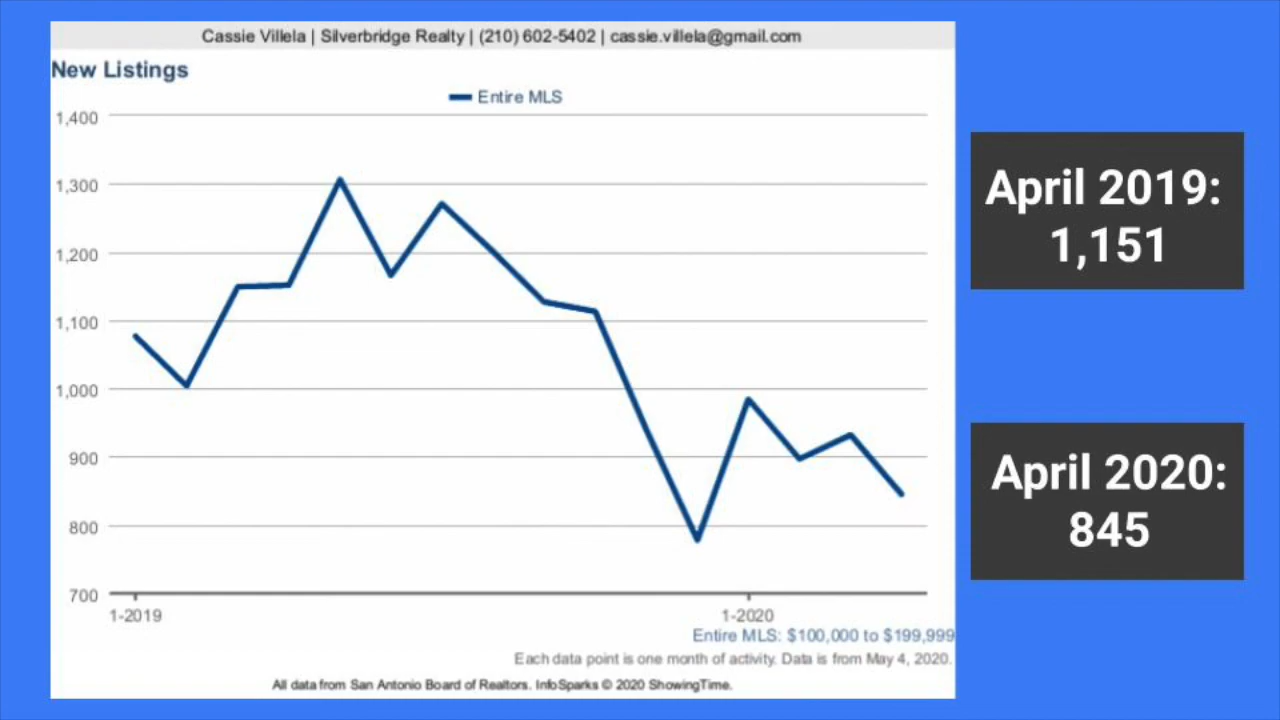 Cassie Villela | Silverbridge Realty | (210) 602-5402 | cassie.villela@gmail.com
New Listings
Entire MLS
1,400
1,300
1,200
1,100
1,000
900
800
700
1-2019
1-2020
Entire MLS: $100,000 to $199,999
Each data point is one month of activity. Data is from May 4, 2020.
All data from San Antonio Board of Realtors. InfoSparks © 2020 ShowingTime.
April 2019:
1,151
April 2020:
845